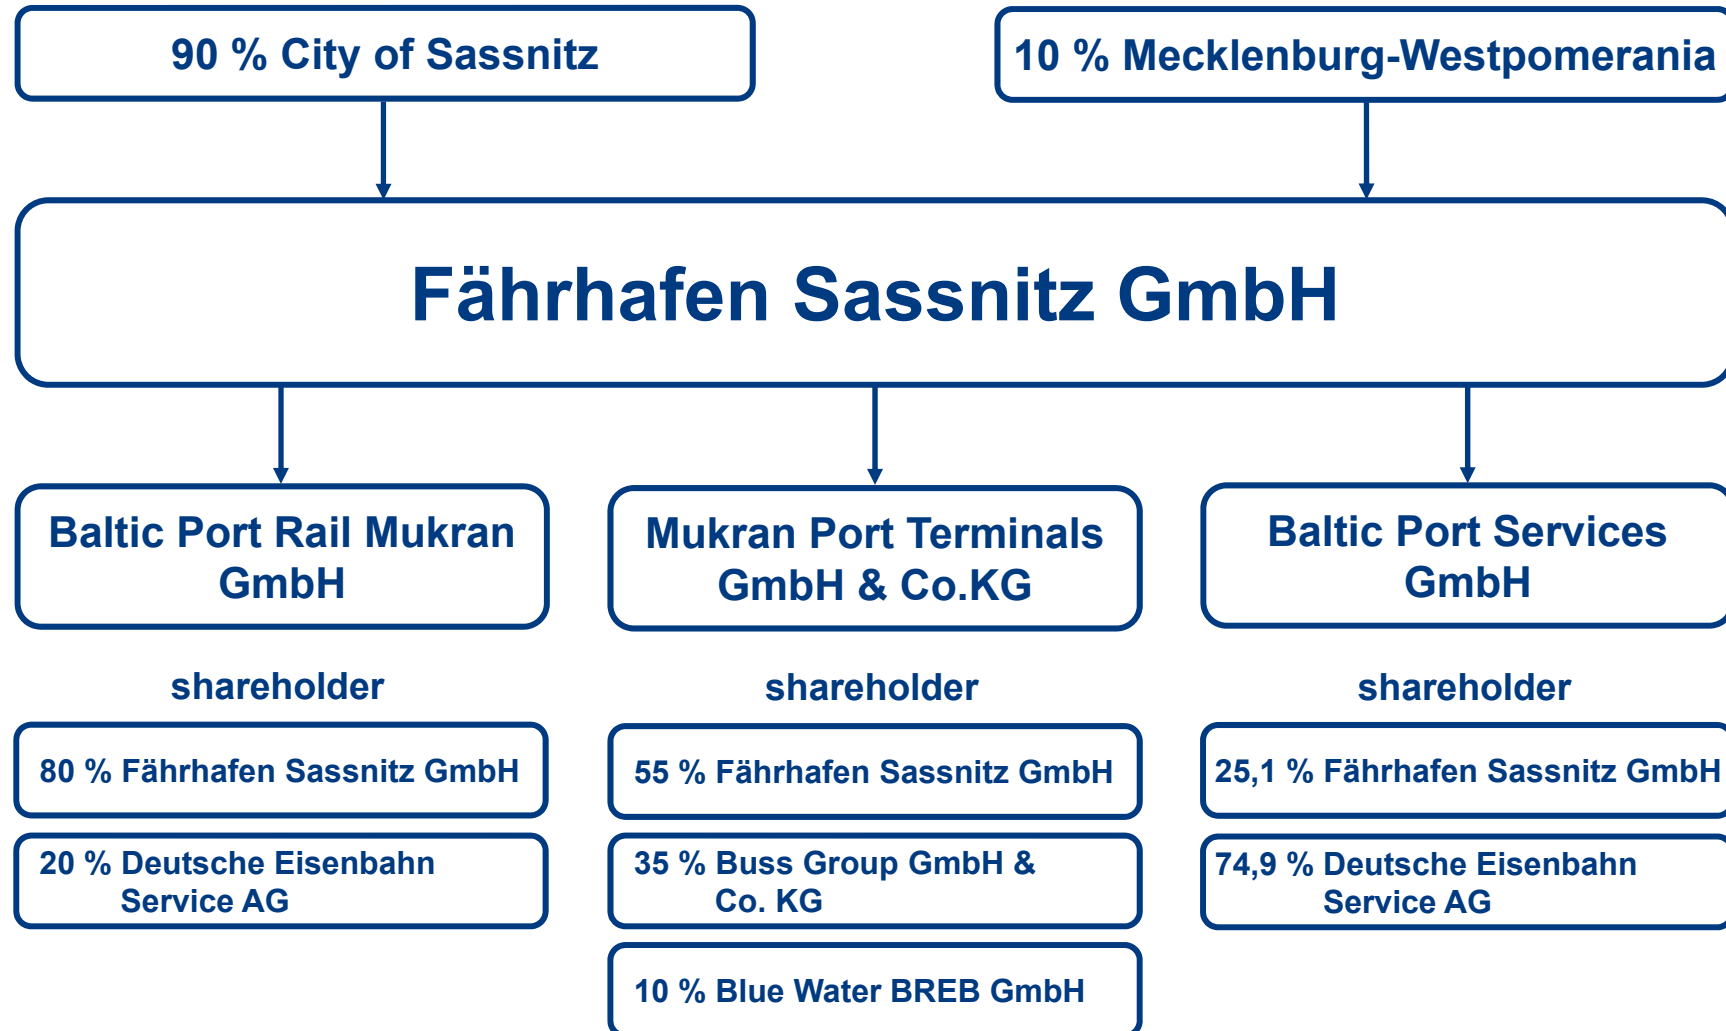 90 % City of Sassnitz
10 % Mecklenburg-Westpomerania
Fährhafen Sassnitz GmbH
Baltic Port Rail Mukran
GmbH
Mukran Port Terminals
GmbH & Co.KG
Baltic Port Services
GmbH
shareholder
shareholder
shareholder
80 % Fährhafen Sassnitz GmbH
20 % Deutsche Eisenbahn
Service AG
55 % Fährhafen Sassnitz GmbH
35 % Buss Group GmbH &
Co. KG
10 % Blue Water BREB GmbH
25,1 % Fährhafen Sassnitz GmbH
74,9 % Deutsche Eisenbahn
Service AG